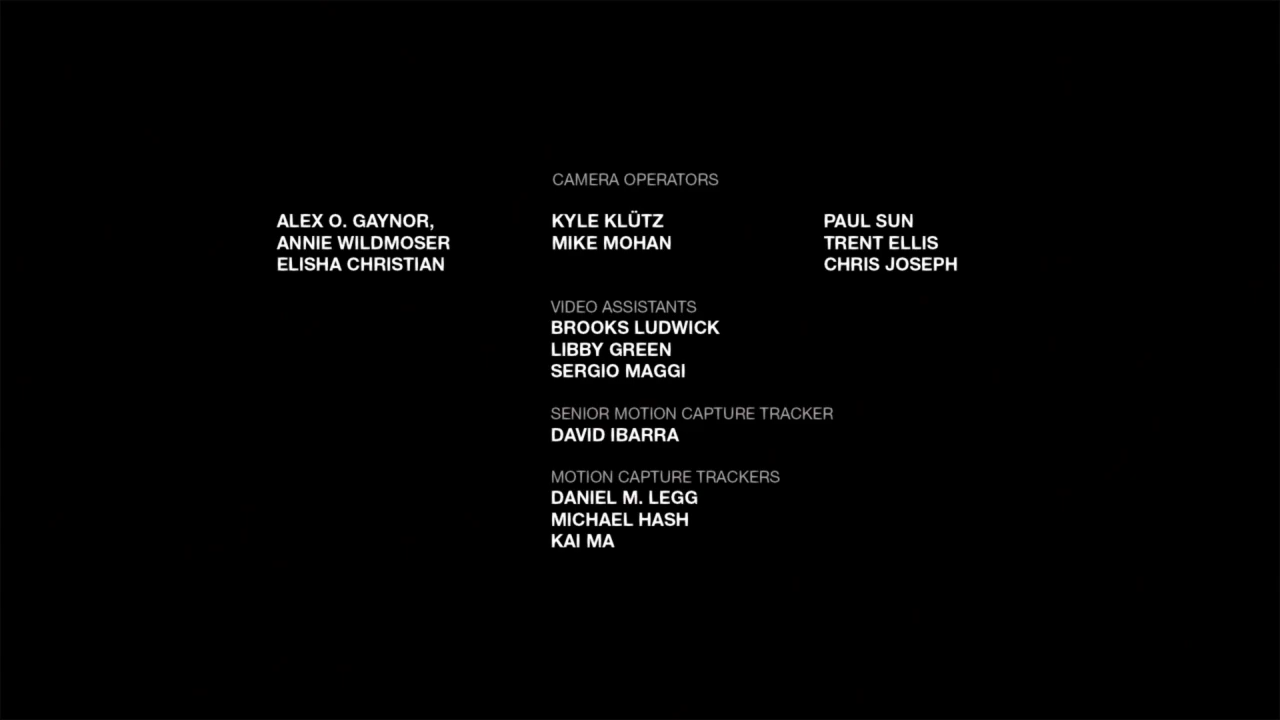 CAMERA OPERATORS
ALEX O. GAYNOR,
ANNIE WILDMOSER
ELISHA CHRISTIAN
KYLE KLÜTZ
MIKE MOHAN
PAUL SUN
TRENT ELLIS
CHRIS JOSEPH
VIDEO ASSISTANTS
BROOKS LUDWICK
LIBBY GREEN
SERGIO MAGGI
SENIOR MOTION CAPTURE TRACKER
DAVID IBARRA
MOTION CAPTURE TRACKERS
DANIEL M. LEGG
MICHAEL HASH
KAI MA